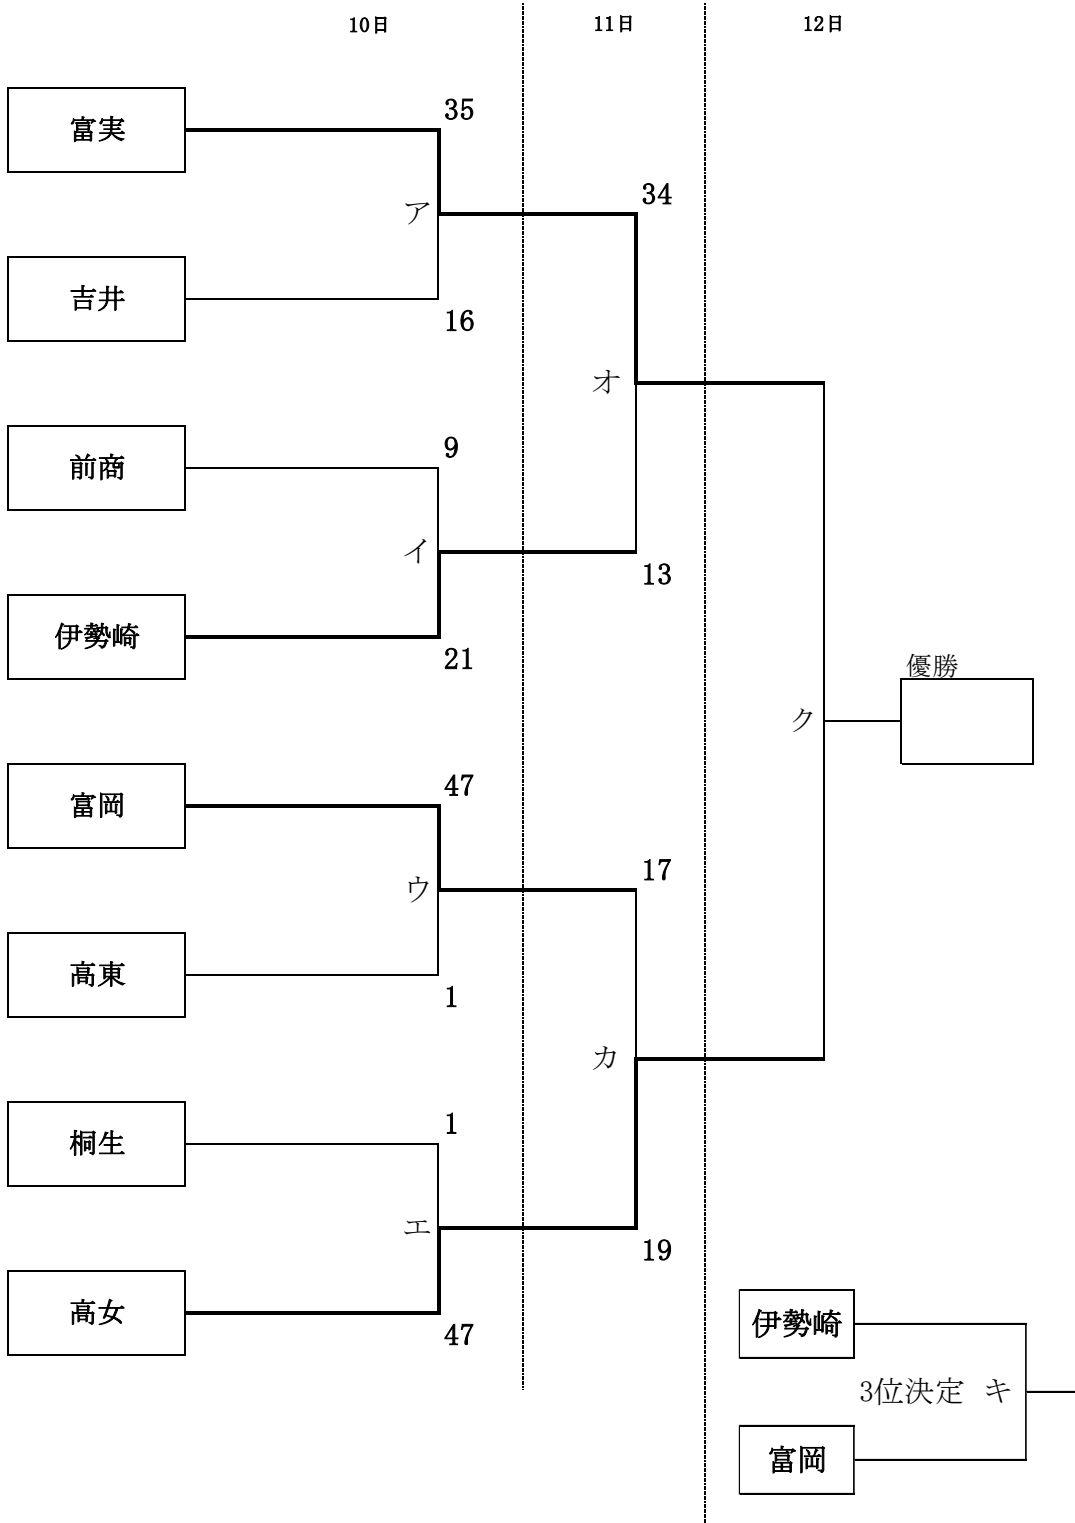 10日 11日 12日
富実
35
ア
34
吉井
16
オ
前商
9
イ
13
伊勢崎
21
優勝
ク
富岡
47
ウ
17
高東
1
カ
桐生
1
エ
19
高女
47
伊勢崎
3位決定 キ
富岡